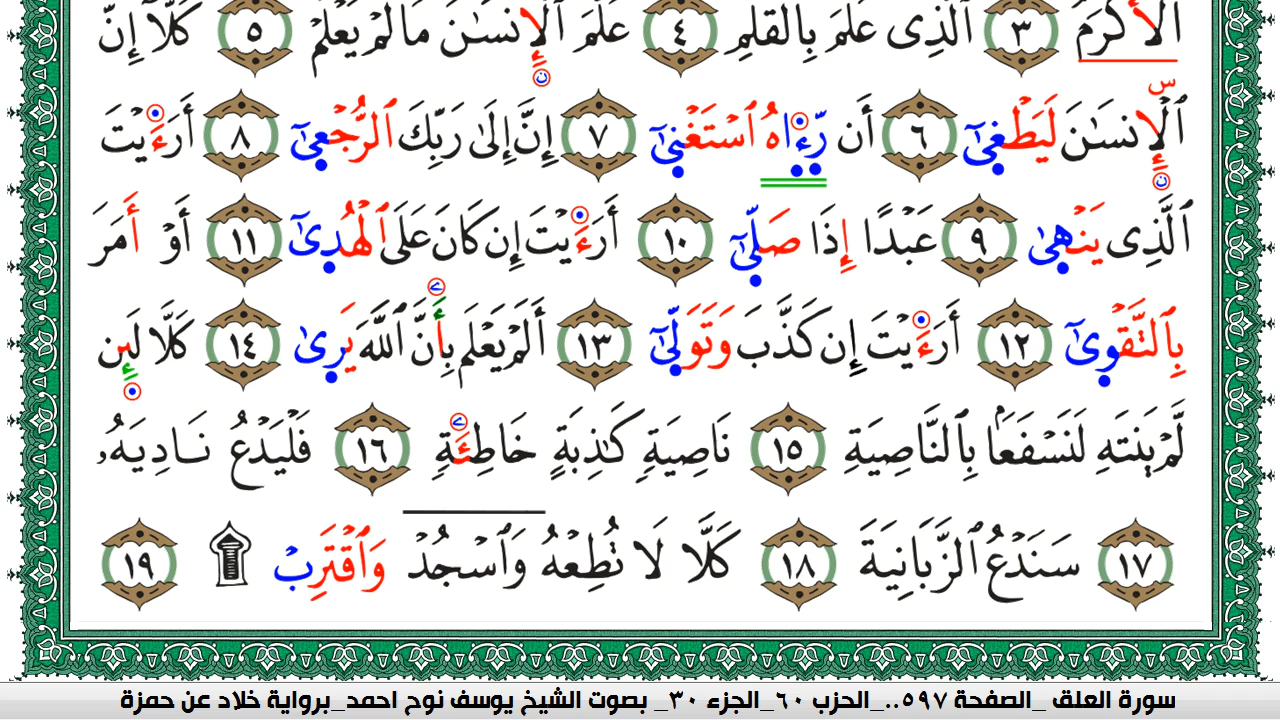 ٱلۡأَكۡرَمُ ٣ ٱلَّذِى عَلَّمَ بِٱلۡقَلَمِ ٤ عَلَّمَ ٱلۡإِنسَٰنَ مَا لَمۡ يَعۡلَمۡ ٥ كَلَّآ إِنَّ
ٱلۡإِنسَٰنَ لَيَطۡغِىٰٓ ٦ أَن رِّءِاهُ ٱسۡتَغۡنِىٰٓ ٧ إِنَّ إِلَىٰ رَبِّكَ ٱلرُّجۡعِىٰٓ ٨ أَرَءَيۡتَ
ٱلَّذِى يَنۡهِىٰ ٩ عَبۡدًا إِذَا صَلِّىٰٓ ١٠ أَرَءَيۡتَ إِن كَانَ عَلَى ٱلۡهُدِىٰٓ ١١ أَوۡ أَمَرَ
بِٱلتَّقۡوِىٰٓ ١٢ أَرَءَيۡتَ إِن كَذَّبَ وَتَوَلِّىٰٓ ١٣ أَلَمۡ يَعۡلَم بِأَنَّ ٱللَّهَ يَرِىٰ ١٤ كَلَّا لَئِن
لَّمۡ يَنتَهِ لَنَسۡفَعَۢا بِٱلنَّاصِيَةِ ١٥ نَاصِيَةٖ كَٰذِبَةٍ خَاطِئَةٖ ١٦ فَلۡيَدۡعُ نَادِيَهُۥ
١٧ سَنَدۡعُ ٱلزَّبَانِيَةَ ١٨ كَلَّا لَا تُطِعۡهُ وَٱسۡجُدۡ وَٱقۡتَرِب ۩ ١٩
سورة العلق _الصفحة ٥٩٧.._الحزب ٦٠_الجزء ٣٠_ بصوت الشيخ يوسف نوح احمد_برواية خلاد عن حمزة